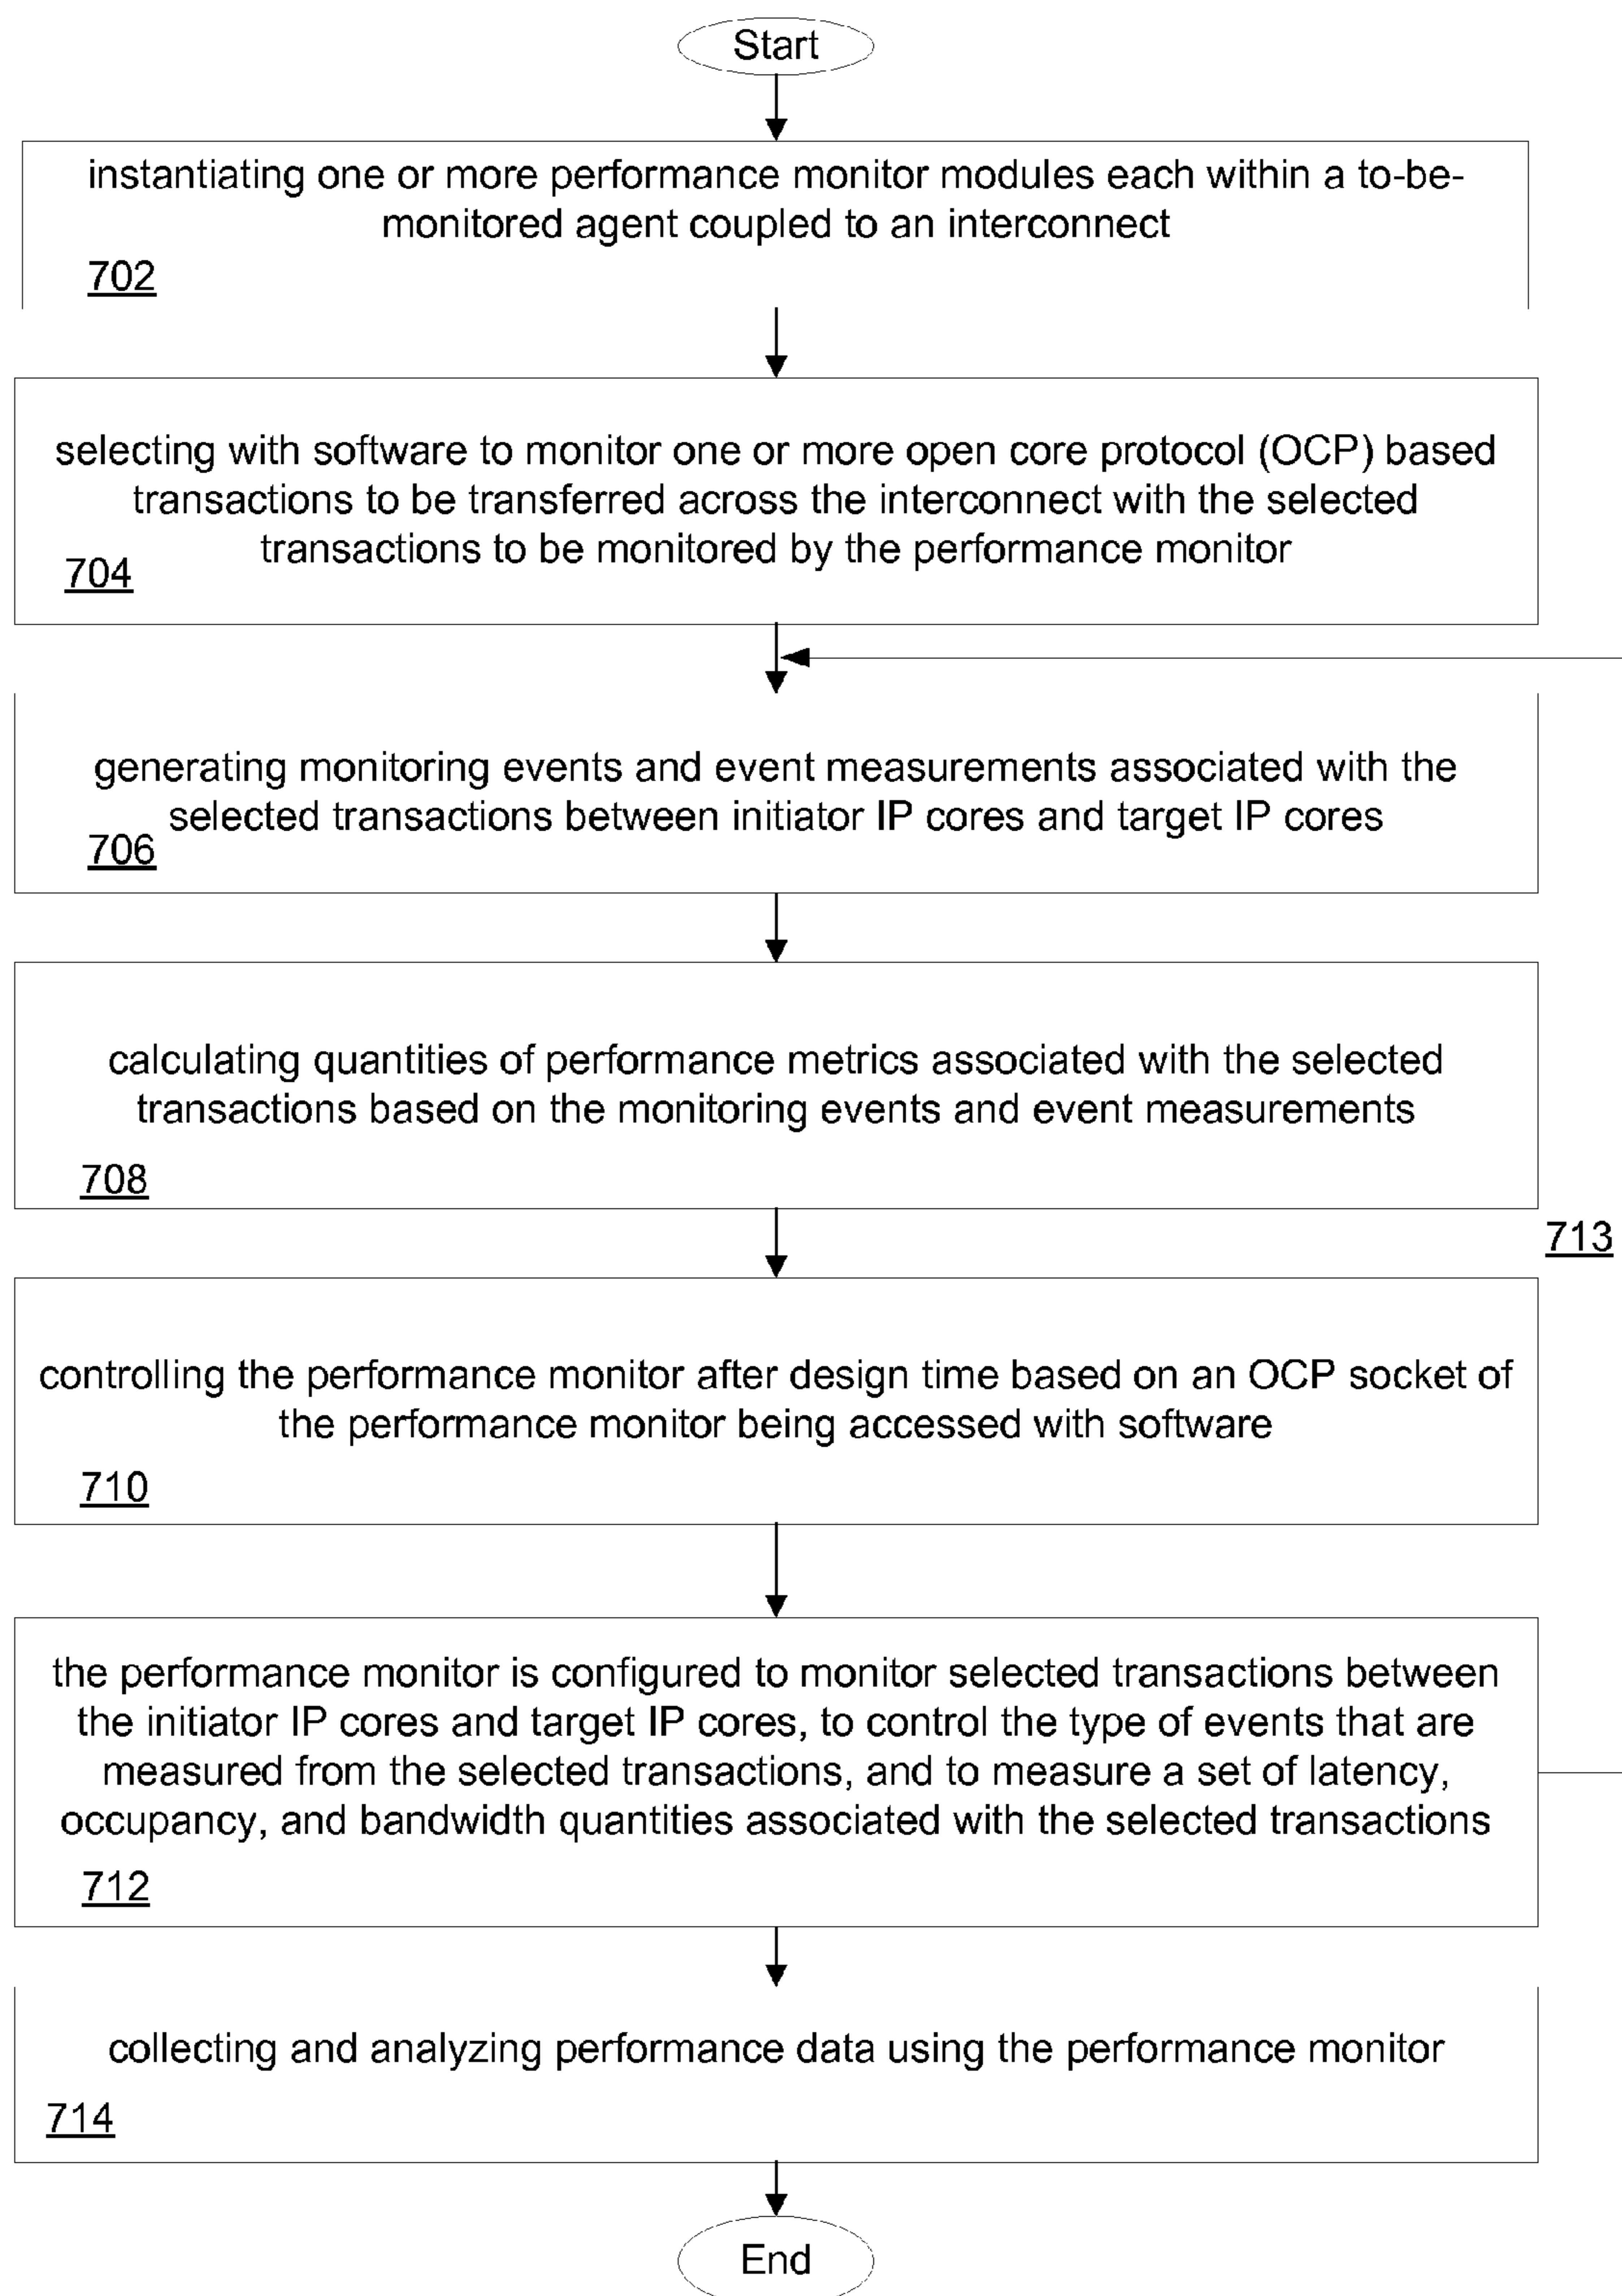 Start
instantiating one or more performance monitor modules each within a to-be-
monitored agent coupled to an interconnect
702
selecting with software to monitor one or more open core protocol (OCP) based
transactions to be transferred across the interconnect with the selected
transactions to be monitored by the performance monitor
704
generating monitoring events and event measurements associated with the
selected transactions between initiator IP cores and target IP cores
706
calculating quantities of performance metrics associated with the selected
transactions based on the monitoring events and event measurements
708
713
controlling the performance monitor after design time based on an OCP socket of
the performance monitor being accessed with software
710
the performance monitor is configured to monitor selected transactions between
the initiator IP cores and target IP cores, to control the type of events that are
measured from the selected transactions, and to measure a set of latency,
occupancy, and bandwidth quantities associated with the selected transactions
712
collecting and analyzing performance data using the performance monitor
714
End